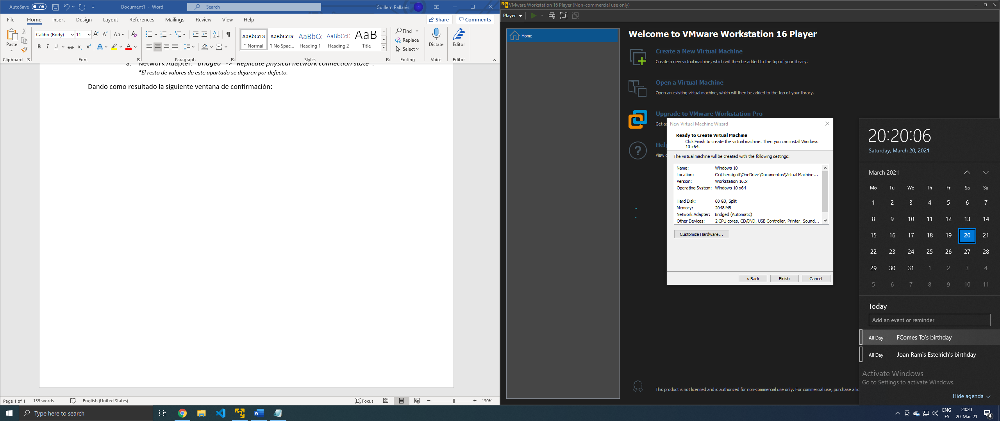 AutoSave Off Document1 - Word Search Guillem Pallarés
File Home Insert Design Layout References Mailings Review View Help Share Comments
Paste
Calibri (Body) 11
AaBbCcDc AaBbCcDc AaBbCc AaBbCcD AaB
¶ Normal ¶ No Spac... Heading 1 Heading 2 Title
Find
Replace
Select
Dictate
Editor
Clipboard Font Paragraph Styles Editing Voice Editor
a. Network Adapter: "Bridged" -> "Replicate physical network connection state".
*El resto de valores de este apartado se dejaron por defecto.
Dando como resultado la siguiente ventana de confirmación:
Page 1 of 1 135 words English (United States) Focus 130%
VMware Workstation 16 Player (Non-commercial use only)
Player
Home
Welcome to VMware Workstation 16 Player
Create a New Virtual Machine
Create a new virtual machine, which will then be added to the top of your library.
Open a Virtual Machine
Open an existing virtual machine, which will then be added to the top of your library.
Upgrade to VMware Workstation Pro
Get
Help
View
New Virtual Machine Wizard
Ready to Create Virtual Machine
Click Finish to create the virtual machine. Then you can install Windows
10 x64.
The virtual machine will be created with the following settings:
Name: Windows 10
Location: C:\Users\guill\OneDrive\Documentos\Virtual Machine...
Version: Workstation 16.x
Operating System: Windows 10 x64
Hard Disk: 60 GB, Split
Memory: 2048 MB
Network Adapter: Bridged (Automatic)
Other Devices: 2 CPU cores, CD/DVD, USB Controller, Printer, Sound...
Customize Hardware...
< Back Finish Cancel
This product is not licensed and is authorized for non-commercial use only. For commercial use, purchase a lic
20:20:06
Saturday, March 20, 2021
March 2021
Mo Tu We Th Fr Sa Su
1 2 3 4 5 6 7
8 9 10 11 12 13 14
15 16 17 18 19 20 21
22 23 24 25 26 27 28
29 30 31 1 2 3 4
5 6 7 8 9 10 11
Today
Add an event or reminder
All Day FComes To's birthday
All Day Joan Ramis Estelrich's birthday
Activate Windows
Go to Settings to activate Windows.
Hide agenda
Type here to search
ENG
ES
20:20
20-Mar-21
4